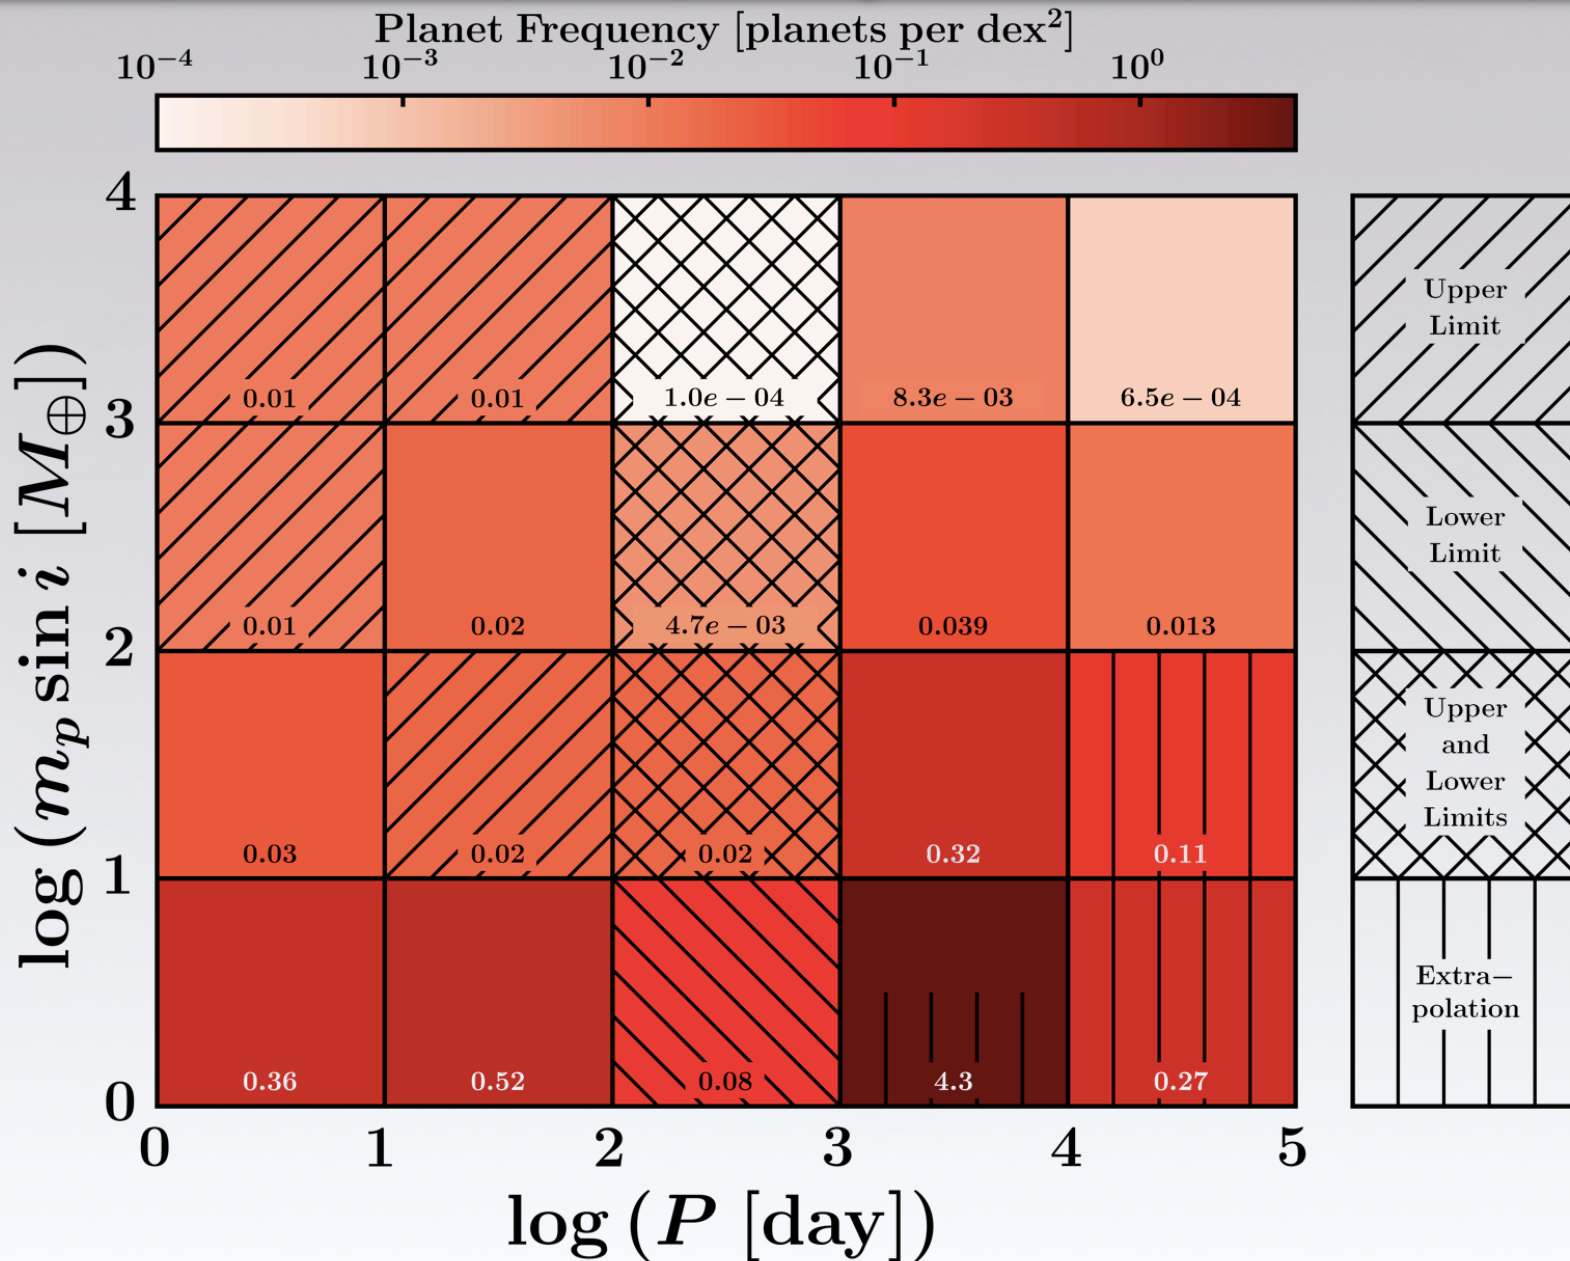 Planet Frequency [planets per dex²]
10⁻⁴ 10⁻³ 10⁻² 10⁻¹ 10⁰
4
3
2
1
0
log (mₚ sin i [M⊕])
0.01 0.01 1.0e − 04 8.3e − 03 6.5e − 04
0.01 0.02 4.7e − 03 0.039 0.013
0.03 0.02 0.02 0.32 0.11
0.36 0.52 0.08 4.3 0.27
0 1 2 3 4 5
log (P [day])
Upper
Limit
Lower
Limit
Upper
and
Lower
Limits
Extra−
polation